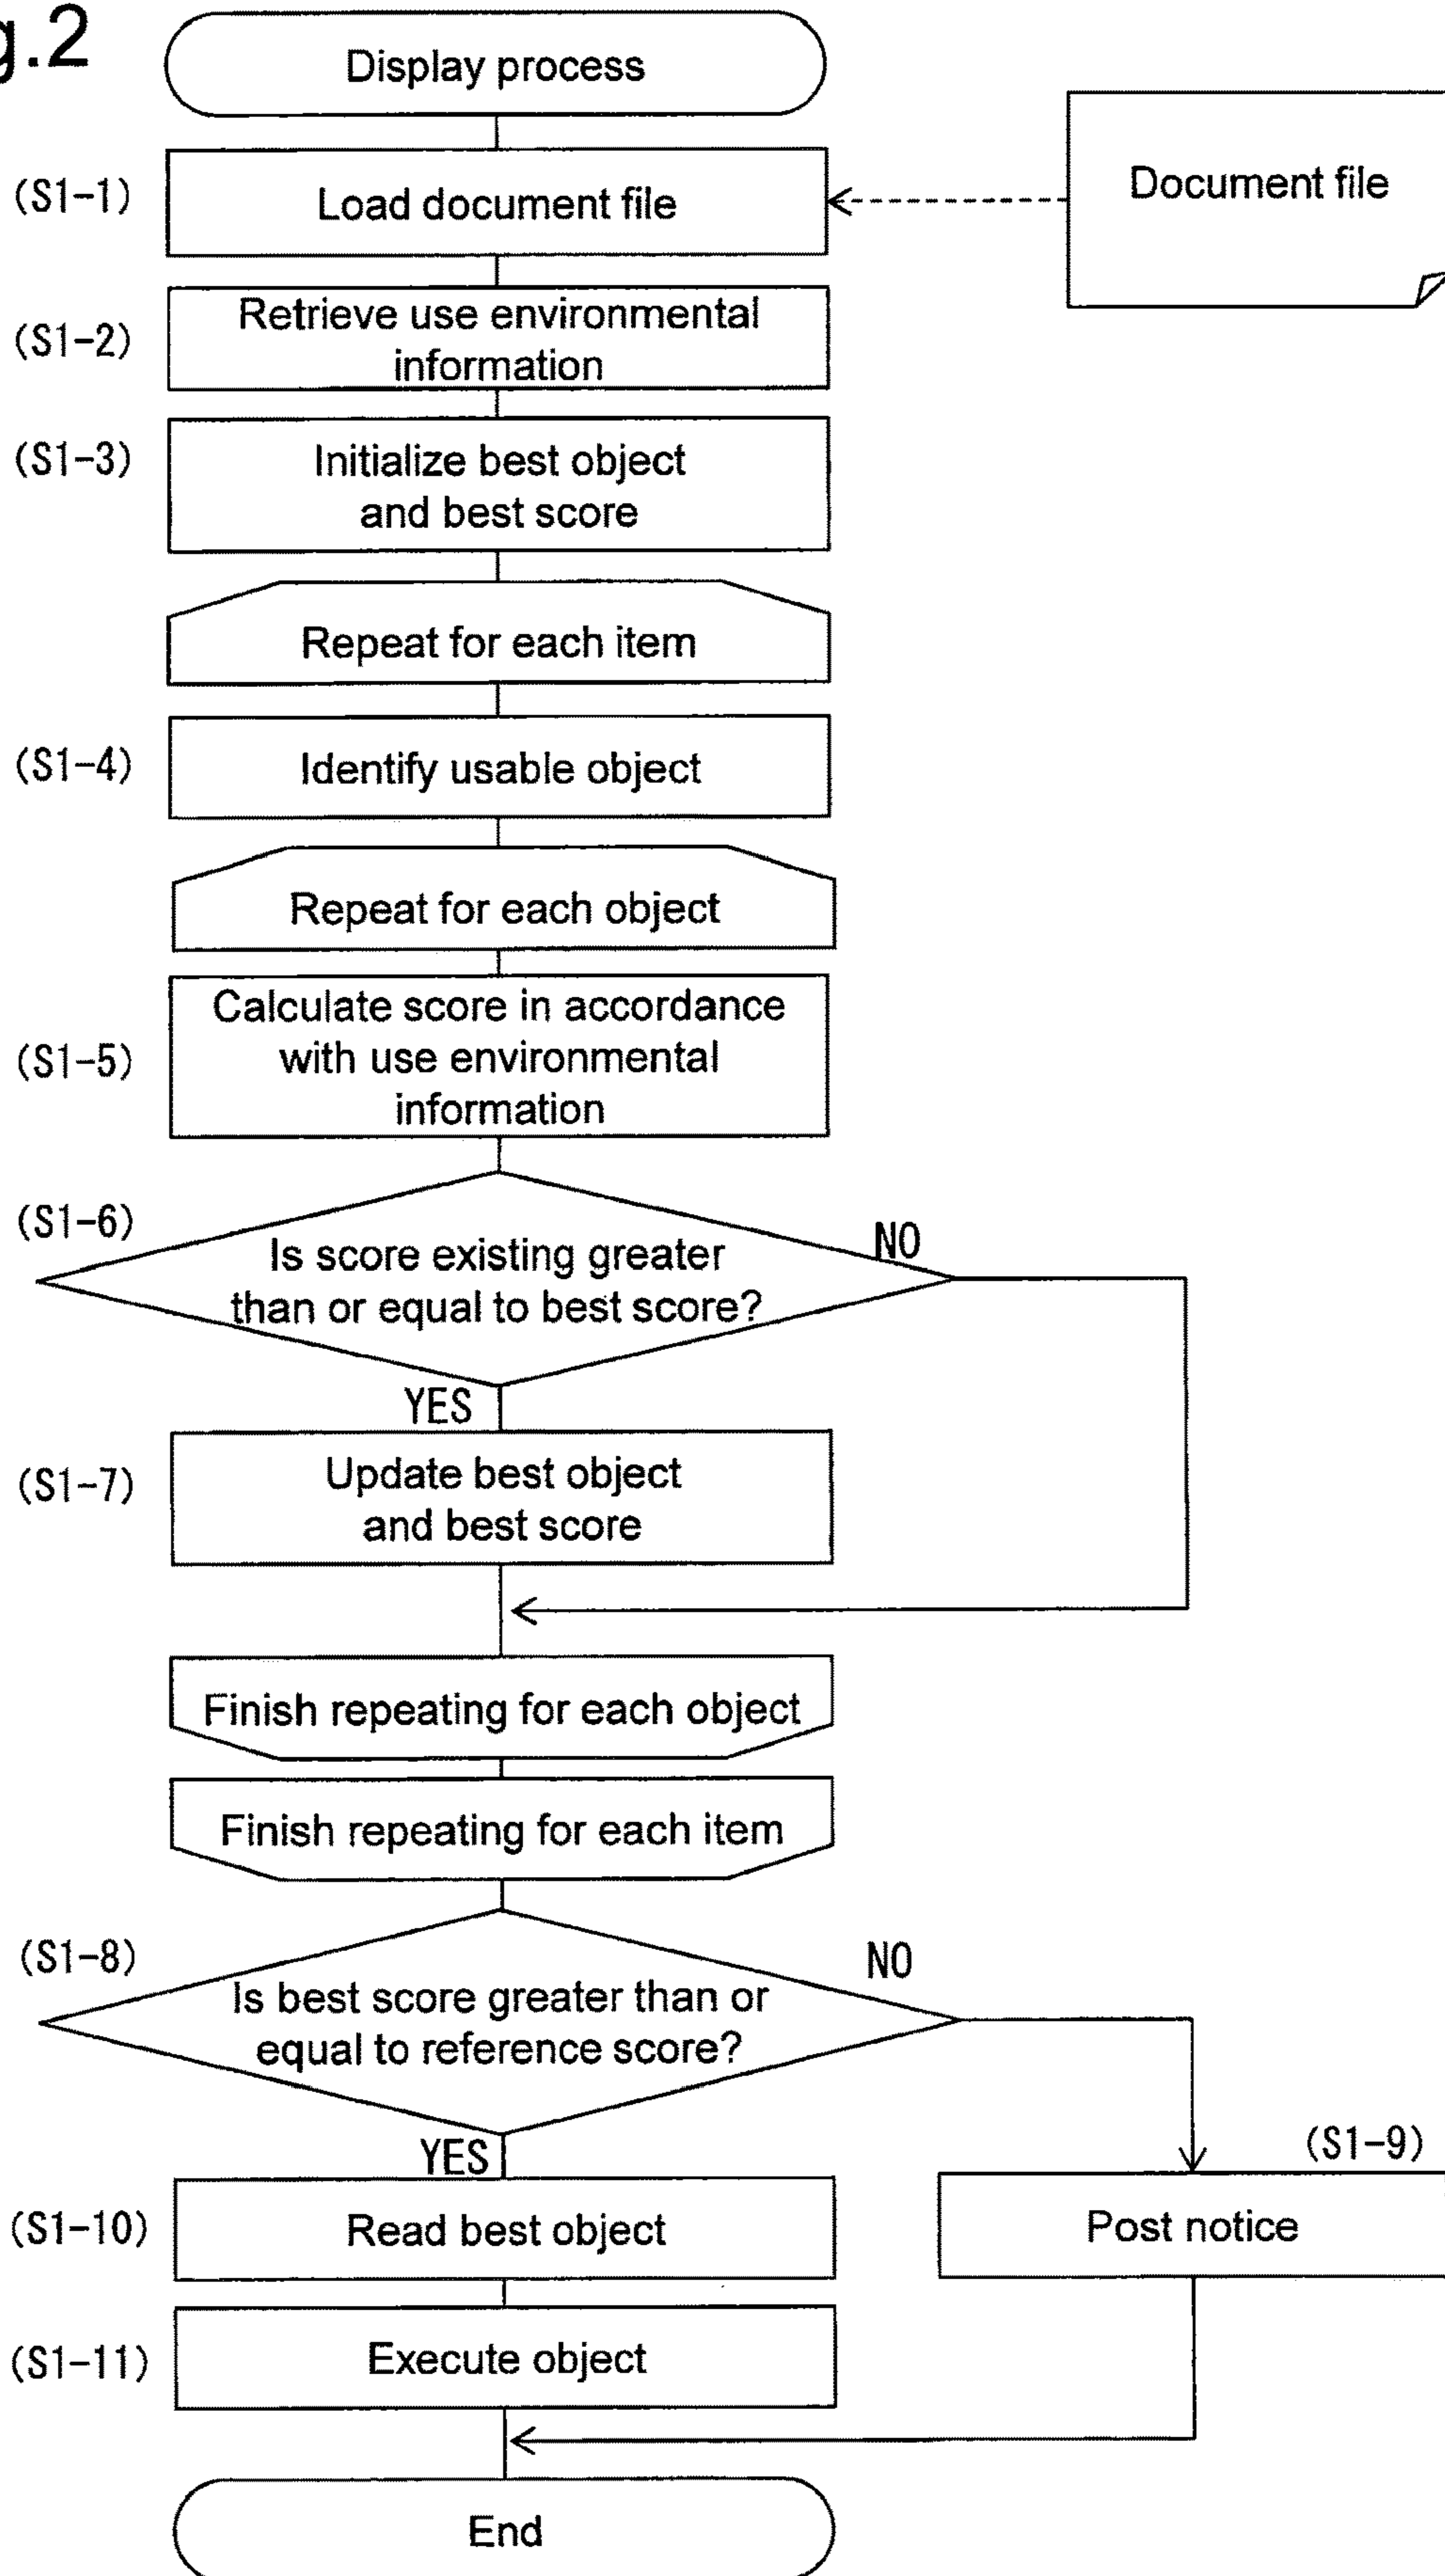 g.2
Display process
(S1-1)
Load document file
Document file
(S1-2)
Retrieve use environmental
information
(S1-3)
Initialize best object
and best score
Repeat for each item
(S1-4)
Identify usable object
Repeat for each object
(S1-5)
Calculate score in accordance
with use environmental
information
(S1-6)
Is score existing greater
than or equal to best score?
NO
YES
(S1-7)
Update best object
and best score
Finish repeating for each object
Finish repeating for each item
(S1-8)
Is best score greater than or
equal to reference score?
NO
YES
(S1-9)
Post notice
(S1-10)
Read best object
(S1-11)
Execute object
End